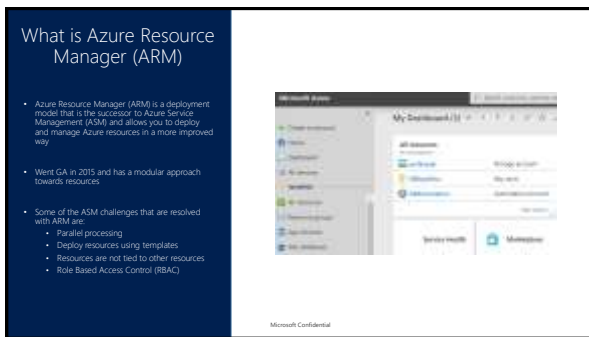 What is Azure Resource
Manager (ARM)
• Azure Resource Manager (ARM) is a deployment
model that is the successor to Azure Service
Management (ASM) and allows you to deploy
and manage Azure resources in a more improved
way
• Went GA in 2015 and has a modular approach
towards resources
• Some of the ASM challenges that are resolved
with ARM are:
• Parallel processing
• Deploy resources using templates
• Resources are not tied to other resources
• Role Based Access Control (RBAC)
Microsoft Azure
My Dashboard
All resources
Service Health
Marketplace
Microsoft Confidential